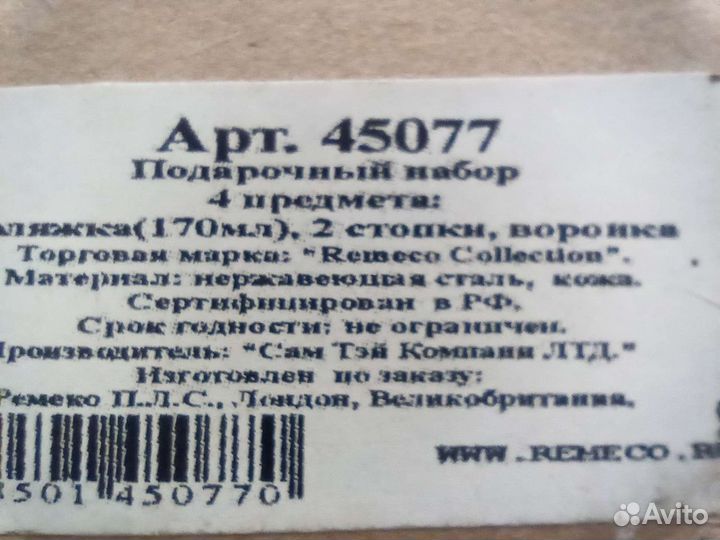 Арт. 45077
Подарочный набор
4 предмета:
ляжка(170мл), 2 стопки, воронка
Торговая марка: "Remeco Collection".
Материал: нержавеющая сталь, кожа.
Сертифицирован в РФ.
Срок годности: не ограничен.
Производитель: "Сам Тэй Компани ЛТД."
Изготовлен по заказу:
Ремеко П.Л.С., Лондон, Великобритания.
WWW.REMECO.R
501 450770
Avito